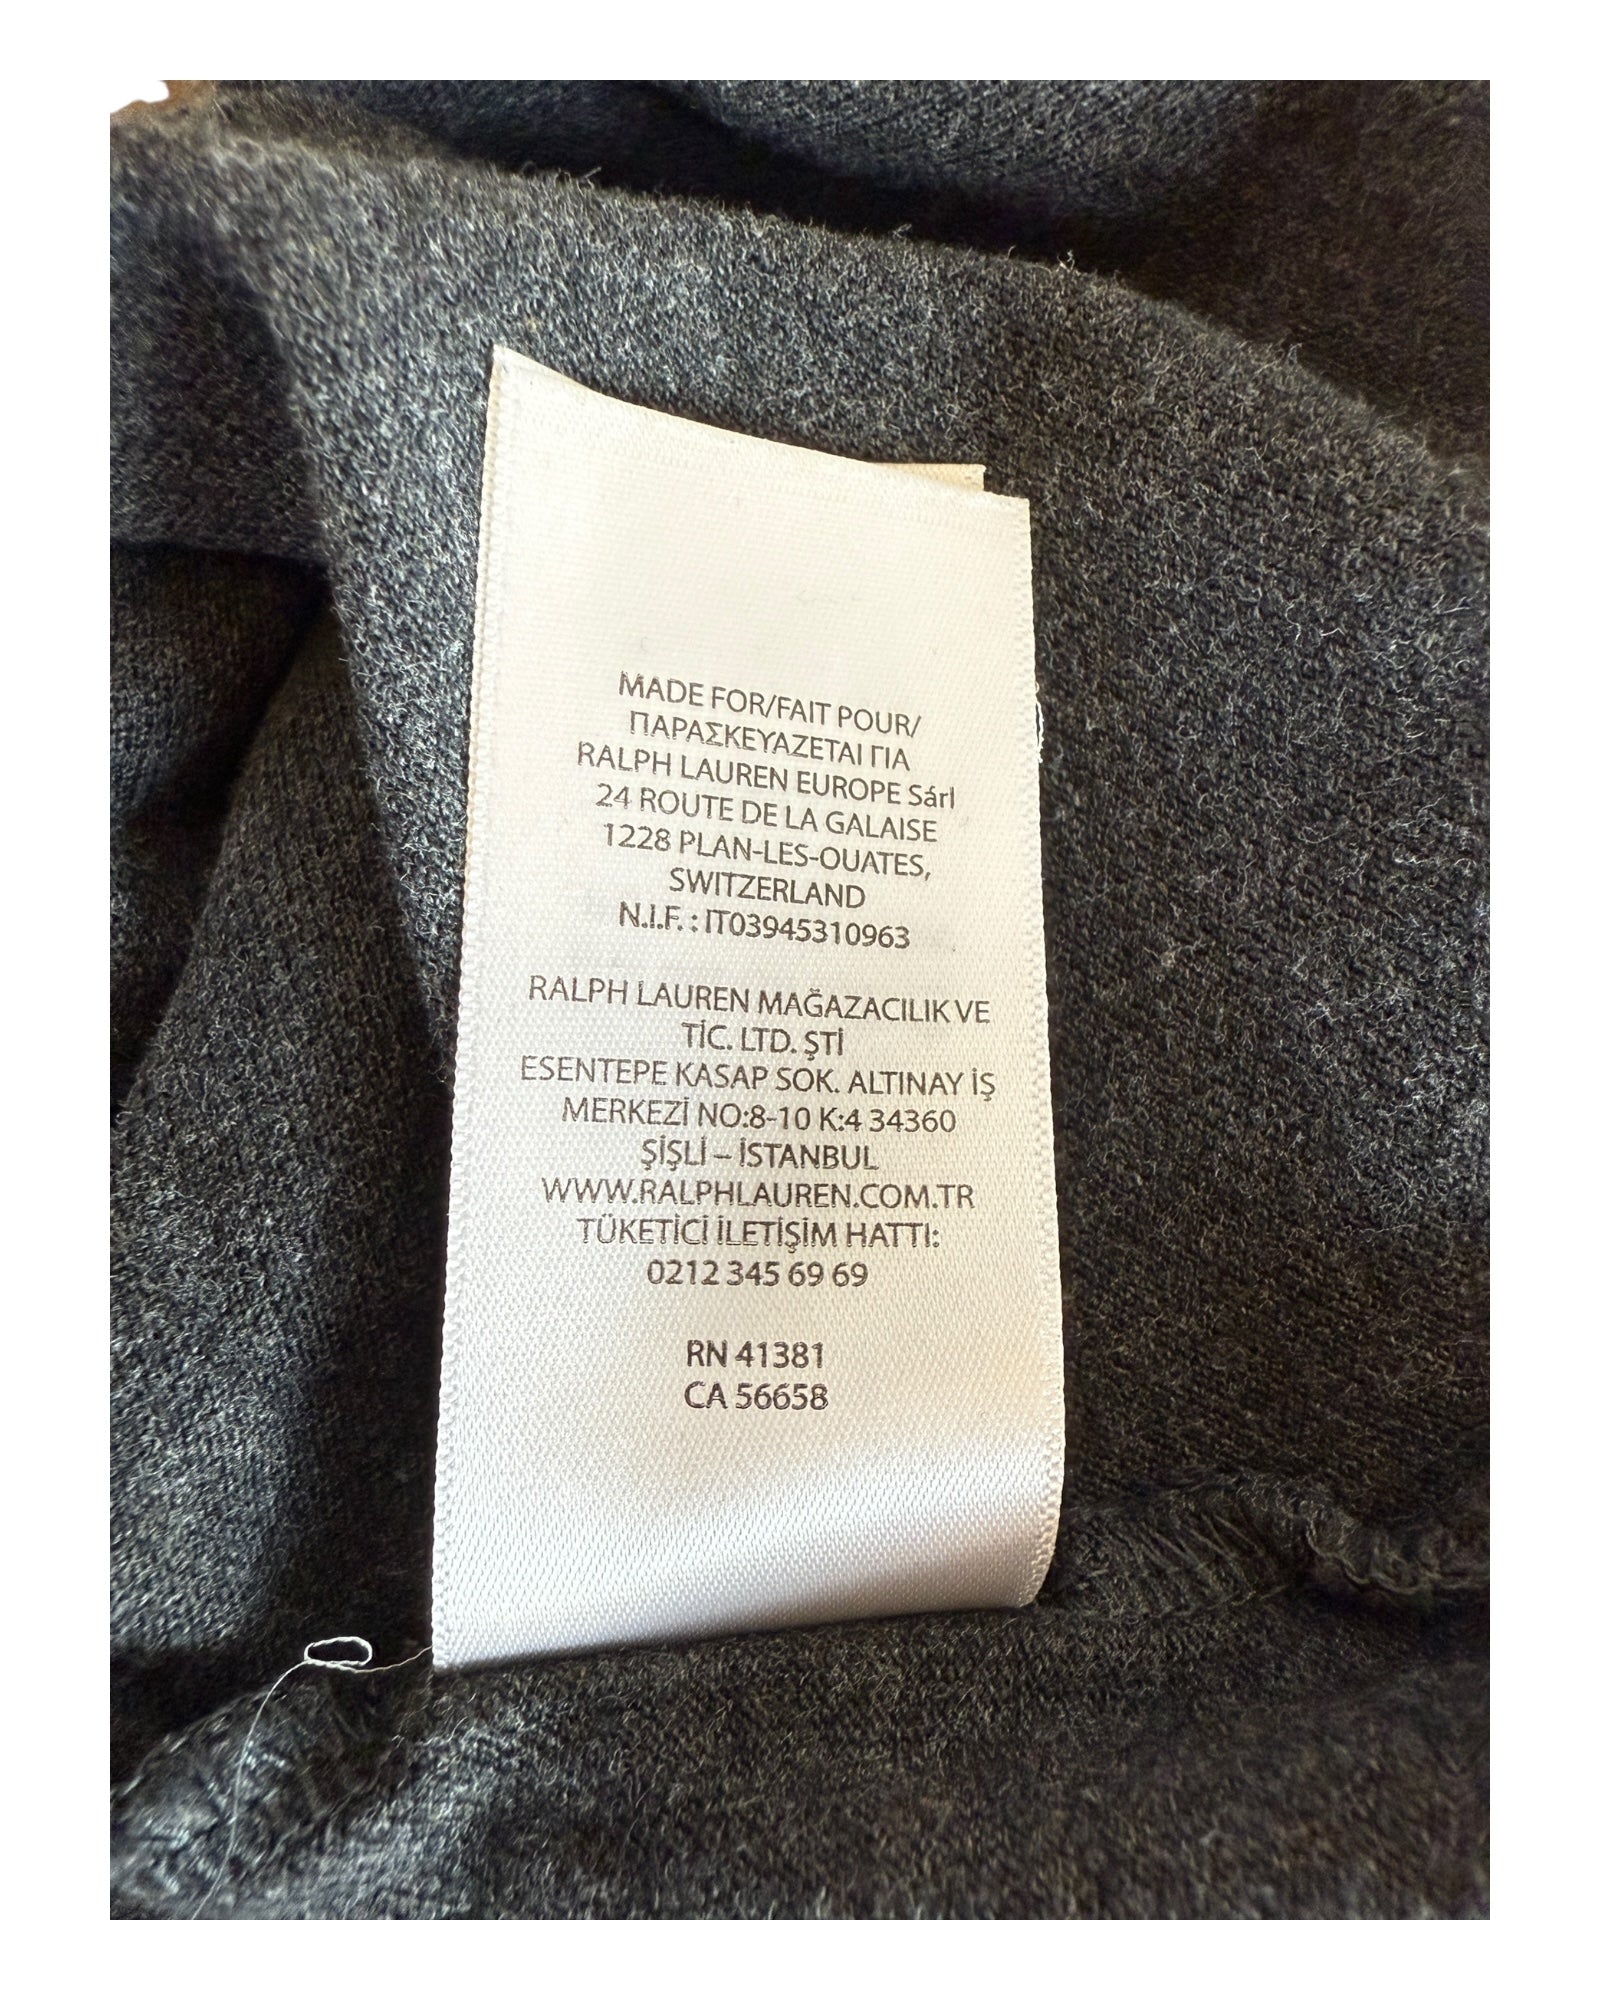 MADE FOR/FAIT POUR/
ΠΑΡΑΣΚΕΥΑΖΕΤΑΙ ΓΙΑ
RALPH LAUREN EUROPE Sárl
24 ROUTE DE LA GALAISE
1228 PLAN-LES-OUATES,
SWITZERLAND
N.I.F. : IT03945310963
RALPH LAUREN MAĞAZACILIK VE
TİC. LTD. ŞTİ
ESENTEPE KASAP SOK. ALTINAY İŞ
MERKEZİ NO:8-10 K:4 34360
ŞİŞLİ – İSTANBUL
WWW.RALPHLAUREN.COM.TR
TÜKETİCİ İLETİŞİM HATTI:
0212 345 69 69
RN 41381
CA 56658